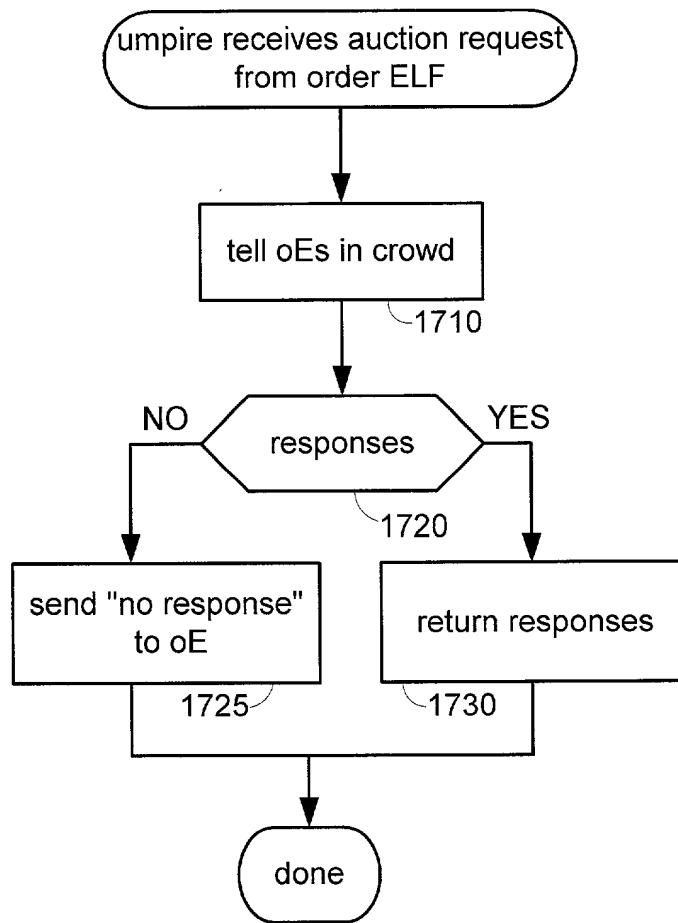 umpire receives auction request
from order ELF
tell oEs in crowd
1710
NO
YES
responses
1720
send "no response"
to oE
return responses
1725
1730
done